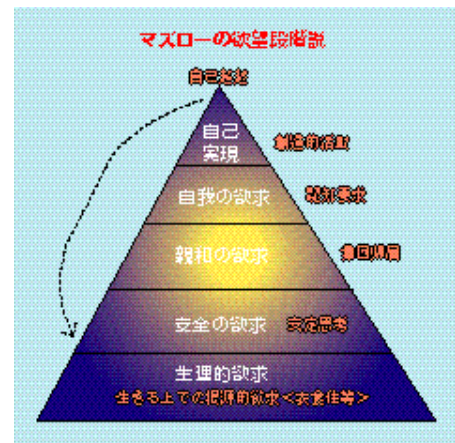 マズローの欲望段階説
自己超越
自己
実現
創造的活動
自我の欲求
認知要求
親和の欲求
集団帰属
安全の欲求
安定思考
生理的欲求
生きる上での根源的欲求<衣食住等>